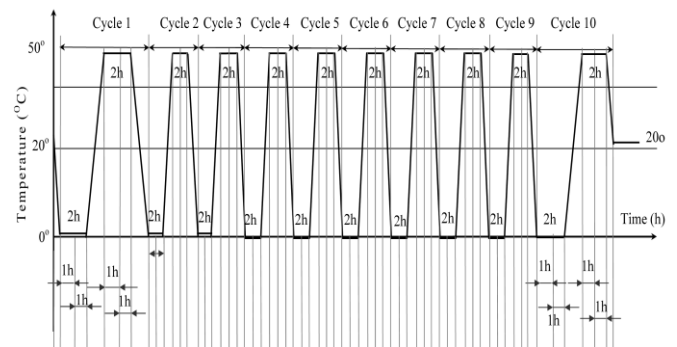 Cycle 1 Cycle 2 Cycle 3 Cycle 4 Cycle 5 Cycle 6 Cycle 7 Cycle 8 Cycle 9 Cycle 10
50°
2h 2h 2h 2h 2h 2h 2h 2h 2h 2h
Temperature (°C)
20°
20o
2h 2h 2h 2h 2h 2h 2h 2h 2h 2h
Time (h)
0°
1h 1h 1h 1h
1h 1h 1h 1h